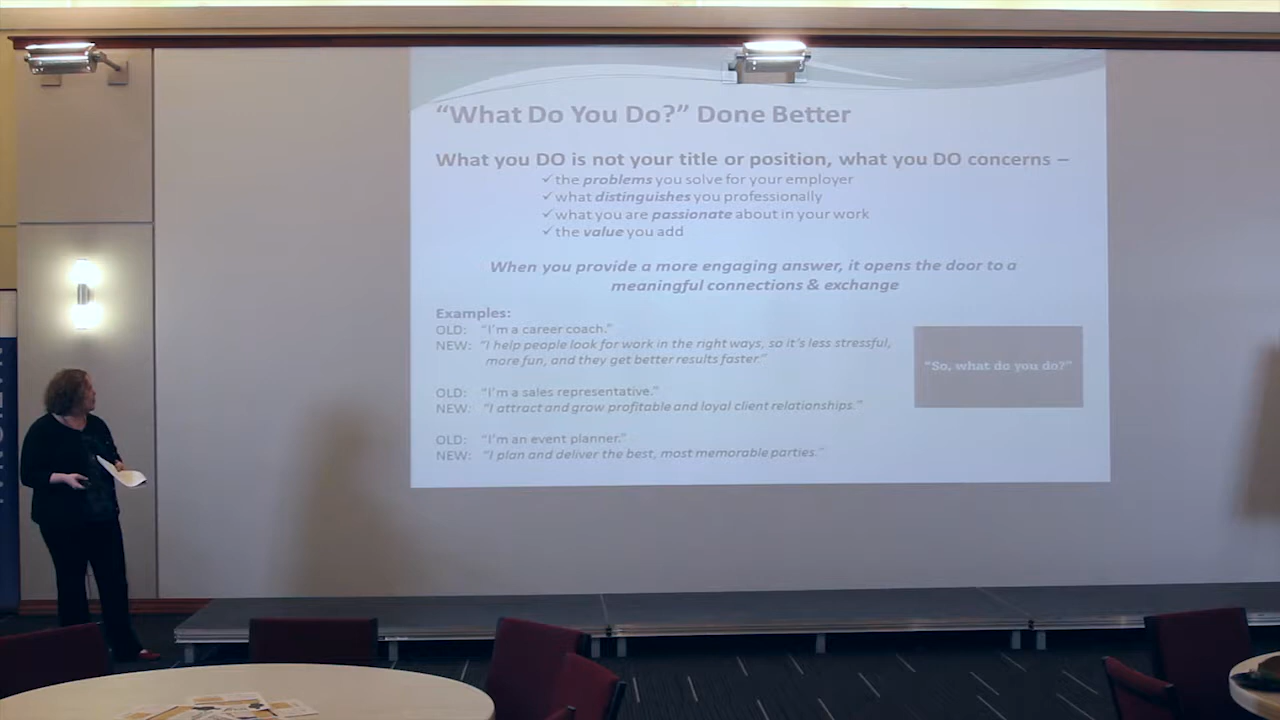 “What Do You Do?” Done Better
What you DO is not your title or position, what you DO concerns –
✓the problems you solve for your employer
✓what distinguishes you professionally
✓what you are passionate about in your work
✓the value you add
When you provide a more engaging answer, it opens the door to a
meaningful connections & exchange
Examples:
OLD: “I’m a career coach.”
NEW: “I help people look for work in the right ways, so it’s less stressful,
more fun, and they get better results faster.”
“So, what do you do?”
OLD: “I’m a sales representative.”
NEW: “I attract and grow profitable and loyal client relationships.”
OLD: “I’m an event planner.”
NEW: “I plan and deliver the best, most memorable parties.”